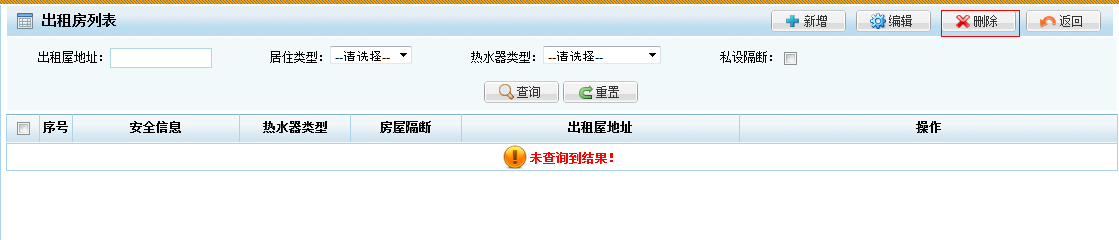 出租房列表 新增 编辑 删除 返回
出租屋地址： 居住类型： --请选择-- 热水器类型： --请选择-- 私设隔断：
查询 重置
序号 安全信息 热水器类型 房屋隔断 出租屋地址 操作
未查询到结果！